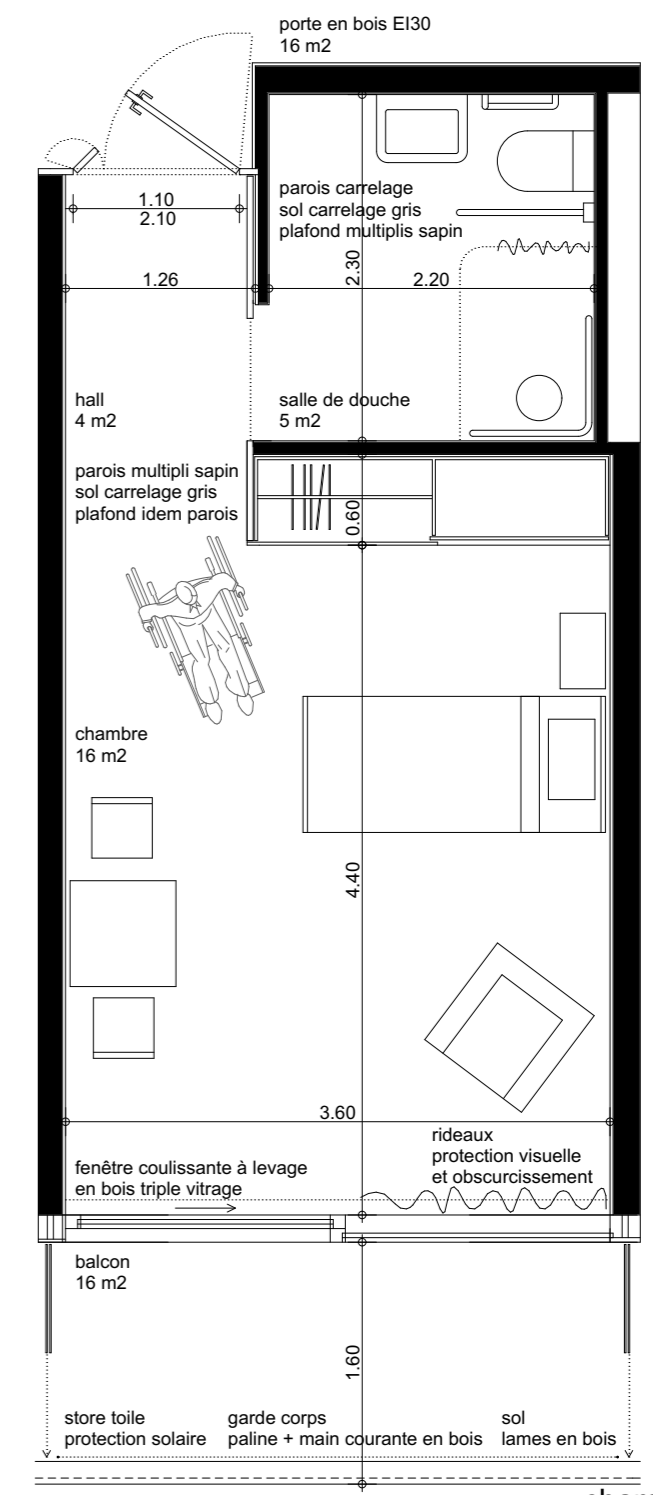 porte en bois EI30
16 m2
1.10
2.10
parois carrelage
sol carrelage gris
plafond multiplis sapin
2.30
1.26
2.20
hall
4 m2
salle de douche
5 m2
parois multipli sapin
sol carrelage gris
plafond idem parois
0.60
chambre
16 m2
4.40
3.60
rideaux
protection visuelle
et obscurcissement
fenêtre coulissante à levage
en bois triple vitrage
balcon
16 m2
1.60
store toile
protection solaire
garde corps
paline + main courante en bois
sol
lames en bois